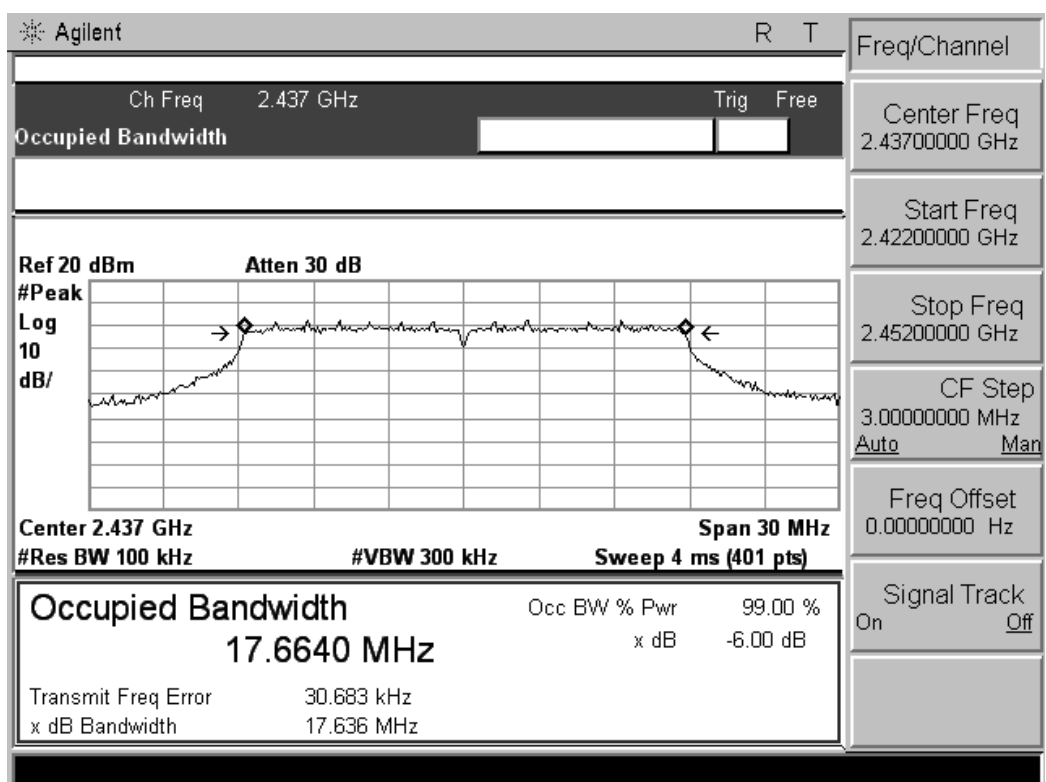 Agilent R T
Freq/Channel
Ch Freq 2.437 GHz Trig Free
Occupied Bandwidth
Center Freq
2.43700000 GHz
Start Freq
2.42200000 GHz
Stop Freq
2.45200000 GHz
CF Step
3.00000000 MHz
Auto Man
Freq Offset
0.00000000 Hz
Signal Track
On Off
Ref 20 dBm Atten 30 dB
#Peak
Log
10
dB/
Center 2.437 GHz Span 30 MHz
#Res BW 100 kHz #VBW 300 kHz Sweep 4 ms (401 pts)
Occupied Bandwidth
17.6640 MHz
Occ BW % Pwr 99.00 %
x dB -6.00 dB
Transmit Freq Error 30.683 kHz
x dB Bandwidth 17.636 MHz